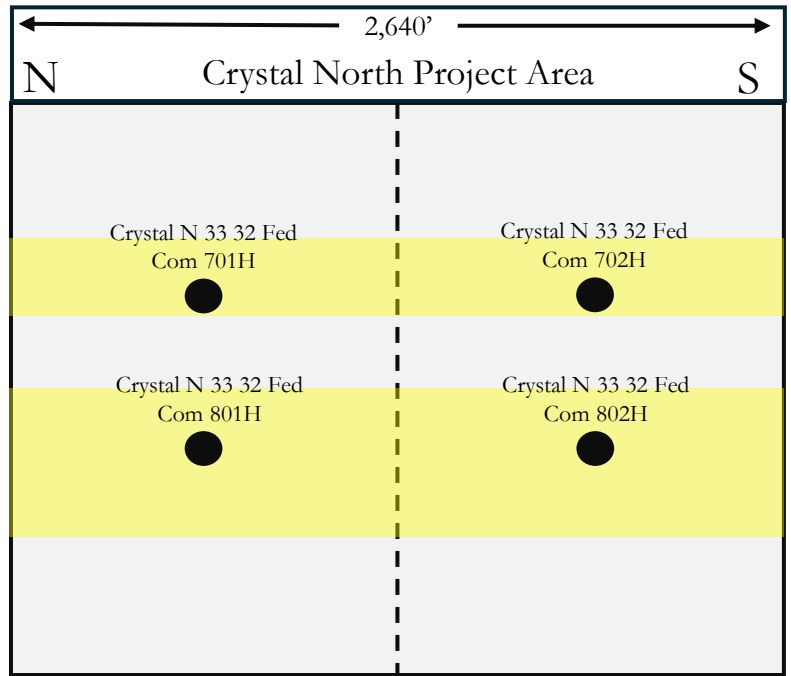 2,640’
N Crystal North Project Area S
Crystal N 33 32 Fed
Com 701H
Crystal N 33 32 Fed
Com 702H
Crystal N 33 32 Fed
Com 801H
Crystal N 33 32 Fed
Com 802H